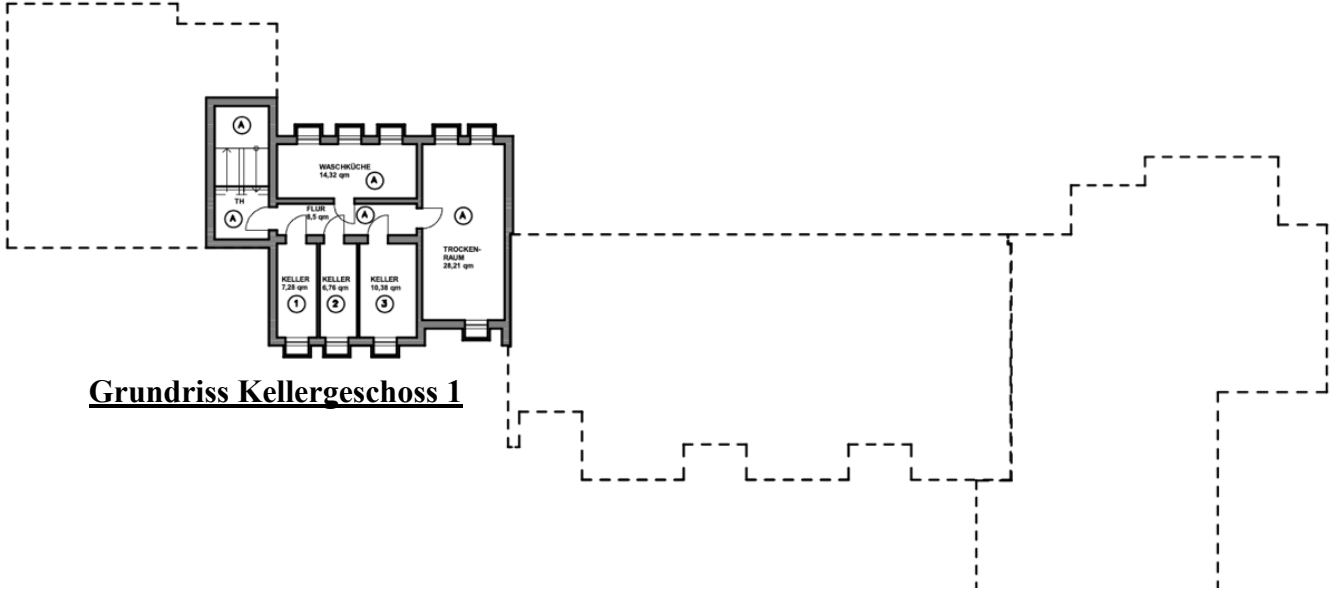 A
WASCHKÜCHE
14,32 qm
A
TH
A
FLUR
8,5 qm
A
A
TROCKEN-
RAUM
28,21 qm
KELLER
7,28 qm
1
KELLER
6,76 qm
2
KELLER
10,38 qm
3
Grundriss Kellergeschoss 1